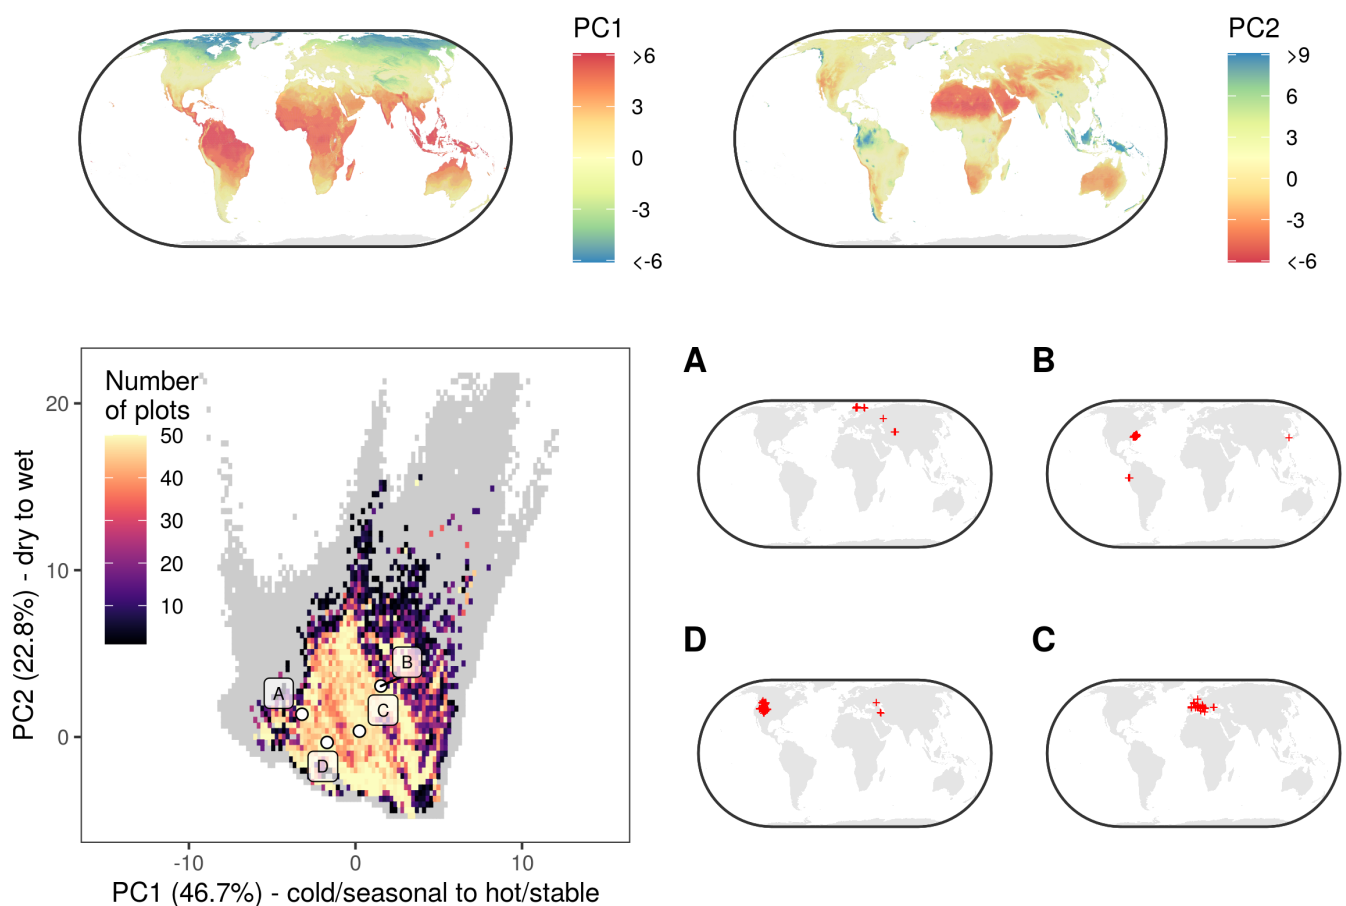 PC1
>6
3
0
-3
<-6
PC2
>9
6
3
0
-3
<-6
Number
of plots
50
40
30
20
10
20
10
0
PC2 (22.8%) - dry to wet
A
B
C
D
-10
0
10
PC1 (46.7%) - cold/seasonal to hot/stable
A
B
D
C